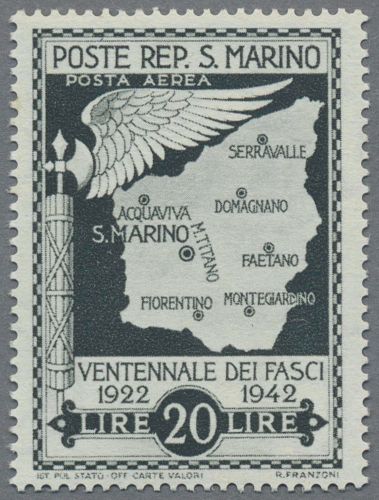 POSTE REP. S. MARINO
POSTA AEREA
SERRAVALLE
ACQUAVIVA
DOMAGNANO
S. MARINO
M. TITANO
FAETANO
FIORENTINO
MONTEGIARDINO
VENTENNALE DEI FASCI
1922 1942
LIRE 20 LIRE
IST. POL. STATO - OFF. CARTE VALORI R. FRANZONI